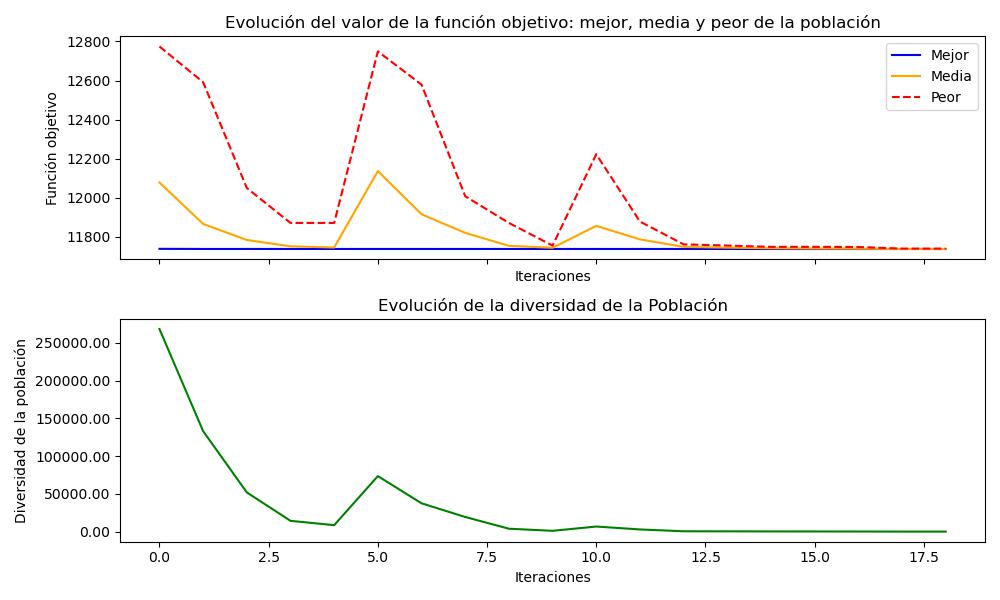 Evolución del valor de la función objetivo: mejor, media y peor de la población
Función objetivo
12800
12600
12400
12200
12000
11800
Mejor
Media
Peor
Iteraciones
Evolución de la diversidad de la Población
Diversidad de la población
250000.00
200000.00
150000.00
100000.00
50000.00
0.00
0.0 2.5 5.0 7.5 10.0 12.5 15.0 17.5
Iteraciones